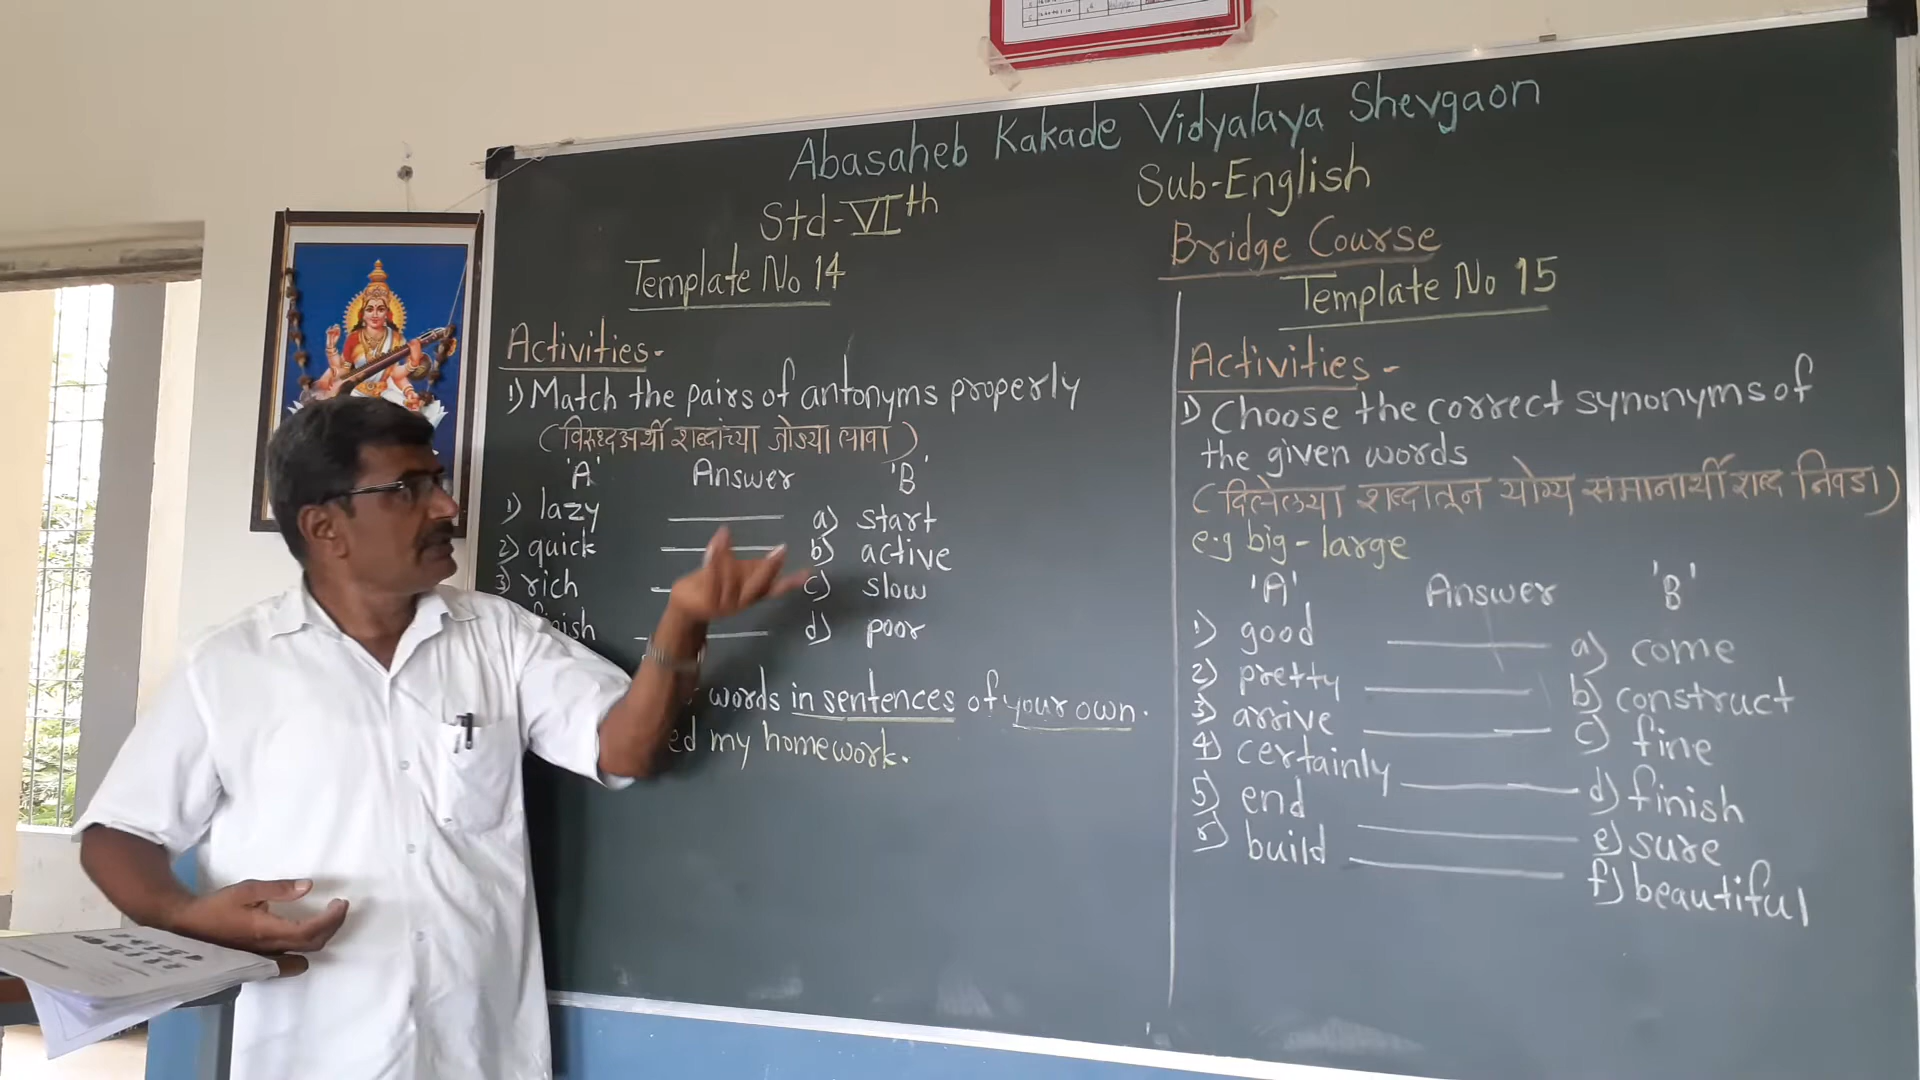 Abasaheb Kakade Vidyalaya Shevgaon
Std-VIth
Sub-English
Bridge Course
Template No 14
Activities-
1) Match the pairs of antonyms properly
(विरुध्दअर्थी शब्दांच्या जोड्या लावा)
'A' Answer 'B'
1) lazy a) start
2) quick b) active
3) rich c) slow
d) poor
words in sentences of your own.
my homework.
Template No 15
Activities-
1) Choose the correct synonyms of
the given words
(दिलेल्या शब्दातून योग्य समानार्थी शब्द निवडा)
e.g big - large
'A' Answer 'B'
1) good a) come
2) pretty b) construct
3) arrive c) fine
4) certainly d) finish
5) end e) sure
6) build f) beautiful